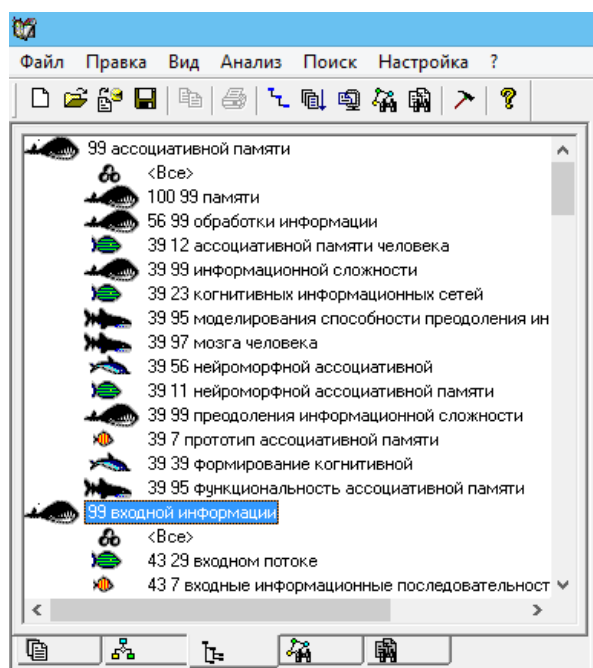 Файл Правка Вид Анализ Поиск Настройка ?
99 ассоциативной памяти
<Все>
100 99 памяти
56 99 обработки информации
39 12 ассоциативной памяти человека
39 99 информационной сложности
39 23 когнитивных информационных сетей
39 95 моделирования способности преодоления ин
39 97 мозга человека
39 56 нейроморфной ассоциативной
39 11 нейроморфной ассоциативной памяти
39 99 преодоления информационной сложности
39 7 прототип ассоциативной памяти
39 39 формирование когнитивной
39 95 функциональность ассоциативной памяти
99 входной информации
<Все>
43 29 входном потоке
43 7 входные информационные последовательност